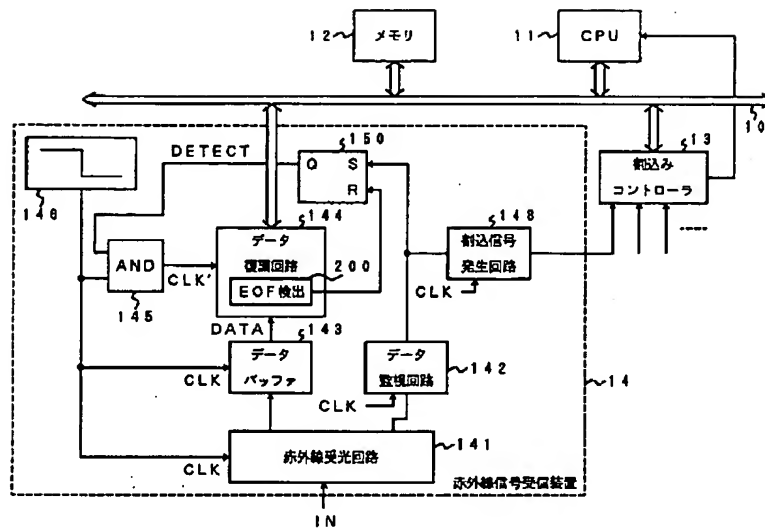 12
メモリ
11
CPU
10
150
DETECT
Q
S
R
13
割込み
コントローラ
146
144
データ
復調回路
200
EOF検出
148
割込信号
発生回路
AND
CLK'
145
CLK
DATA
143
データ
バッファ
CLK
データ
監視回路
142
CLK
14
赤外線受光回路
141
CLK
赤外線信号受信装置
IN